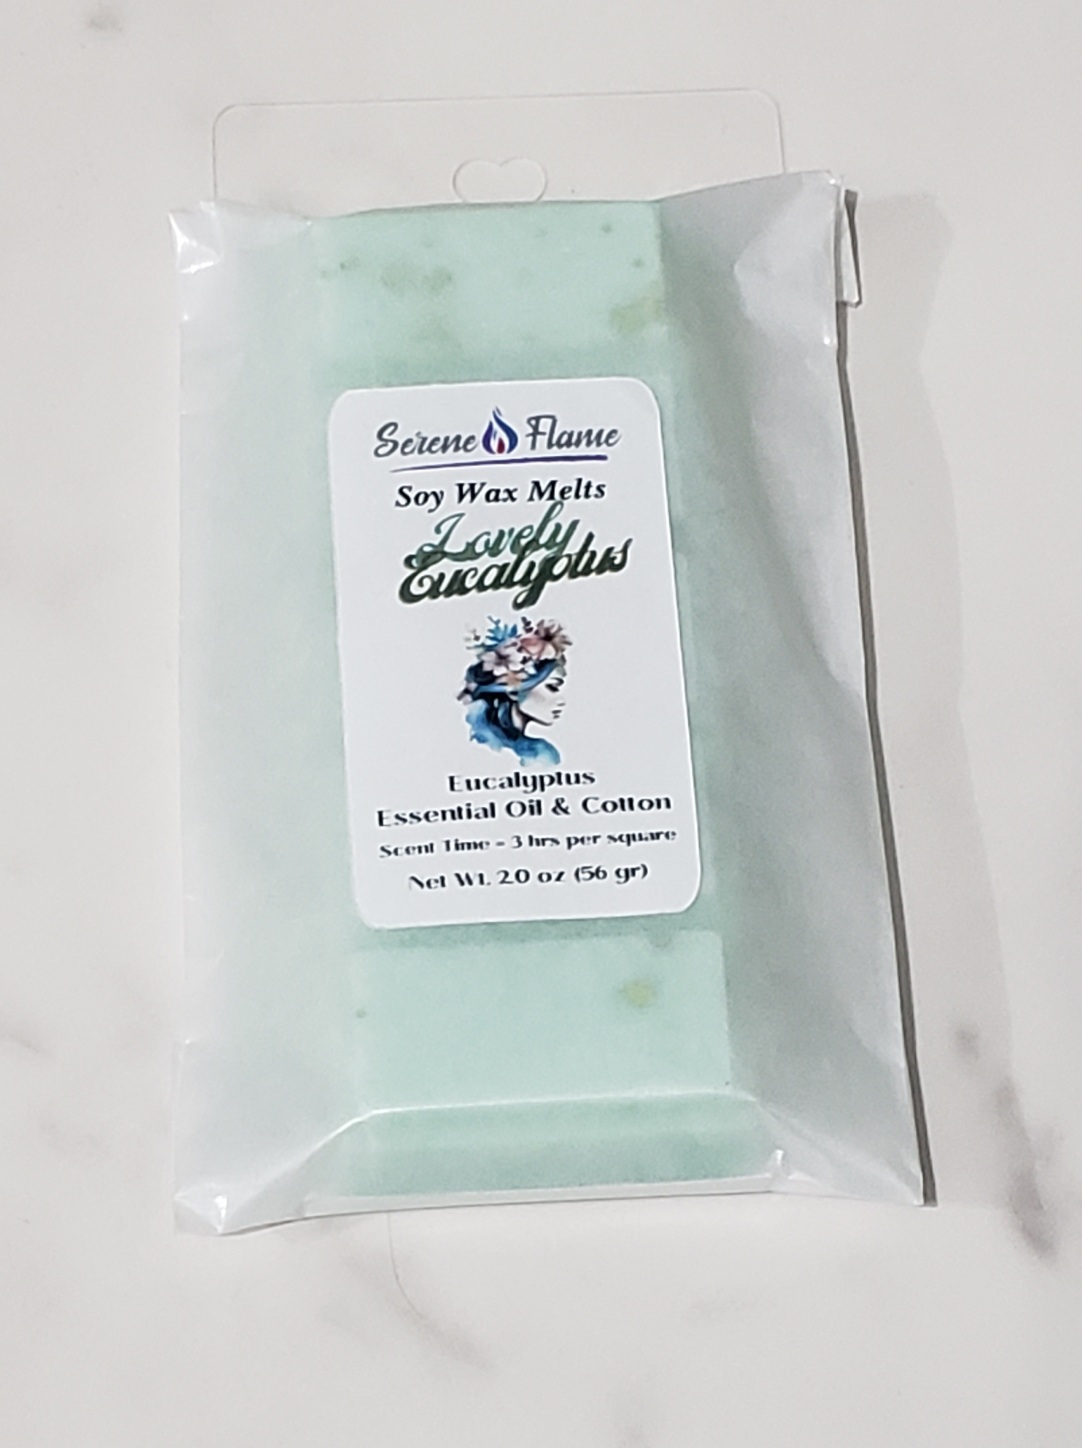 Serene Flame
Soy Wax Melts
Lovely
Eucalyptus
Eucalyptus
Essential Oil & Cotton
Scent Time - 3 hrs per square
Net Wt. 2.0 oz (56 gr)